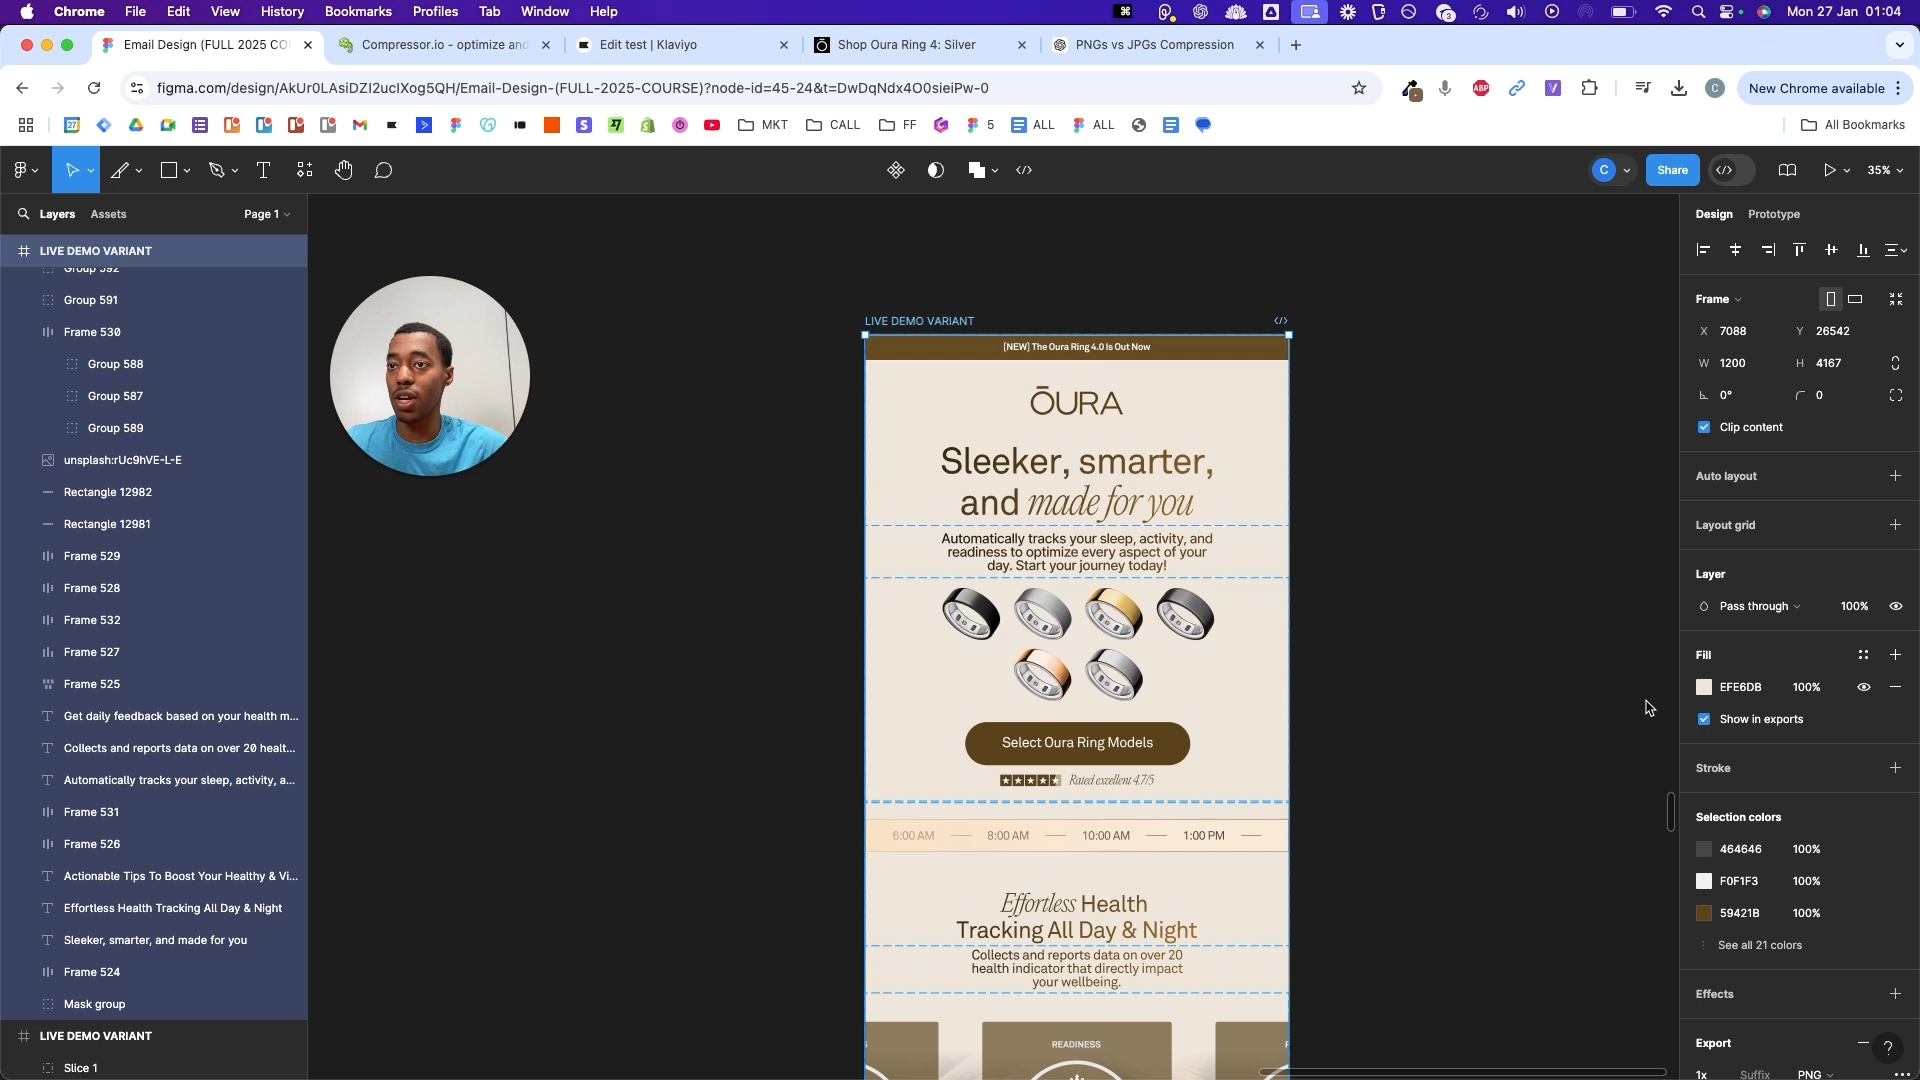 Chrome File Edit View History Bookmarks Profiles Tab Window Help
3
Mon 27 Jan 01:04
Email Design (FULL 2025 CO
Compressor.io - optimize and
Edit test | Klaviyo
Shop Oura Ring 4: Silver
PNGs vs JPGs Compression
figma.com/design/AkUr0LAsiDZI2uclXog5QH/Email-Design-(FULL-2025-COURSE)?node-id=45-24&t=DwDqNdx4O0sieiPw-0
ABP
C
New Chrome available
MKT
CALL
FF
5
ALL
ALL
All Bookmarks
C
Share
35%
Layers Assets Page 1
LIVE DEMO VARIANT
Group 592
Group 591
Frame 530
Group 588
Group 587
Group 589
unsplash:rUc9hVE-L-E
Rectangle 12982
Rectangle 12981
Frame 529
Frame 528
Frame 532
Frame 527
Frame 525
Get daily feedback based on your health m...
Collects and reports data on over 20 healt...
Automatically tracks your sleep, activity, a...
Frame 531
Frame 526
Actionable Tips To Boost Your Healthy & Vi...
Effortless Health Tracking All Day & Night
Sleeker, smarter, and made for you
Frame 524
Mask group
LIVE DEMO VARIANT
Slice 1
LIVE DEMO VARIANT
[NEW] The Oura Ring 4.0 Is Out Now
ŌURA
Sleeker, smarter,
and made for you
Automatically tracks your sleep, activity, and
readiness to optimize every aspect of your
day. Start your journey today!
Select Oura Ring Models
Rated excellent 4.7/5
6:00 AM 8:00 AM 10:00 AM 1:00 PM
Effortless Health
Tracking All Day & Night
Collects and reports data on over 20
health indicator that directly impact
your wellbeing.
READINESS
Design Prototype
Frame
X 7088 Y 26542
W 1200 H 4167
0° 0
Clip content
Auto layout
Layout grid
Layer
Pass through 100%
Fill
EFE6DB 100%
Show in exports
Stroke
Selection colors
464646 100%
F0F1F3 100%
59421B 100%
See all 21 colors
Effects
Export
1x Suffix PNG
?